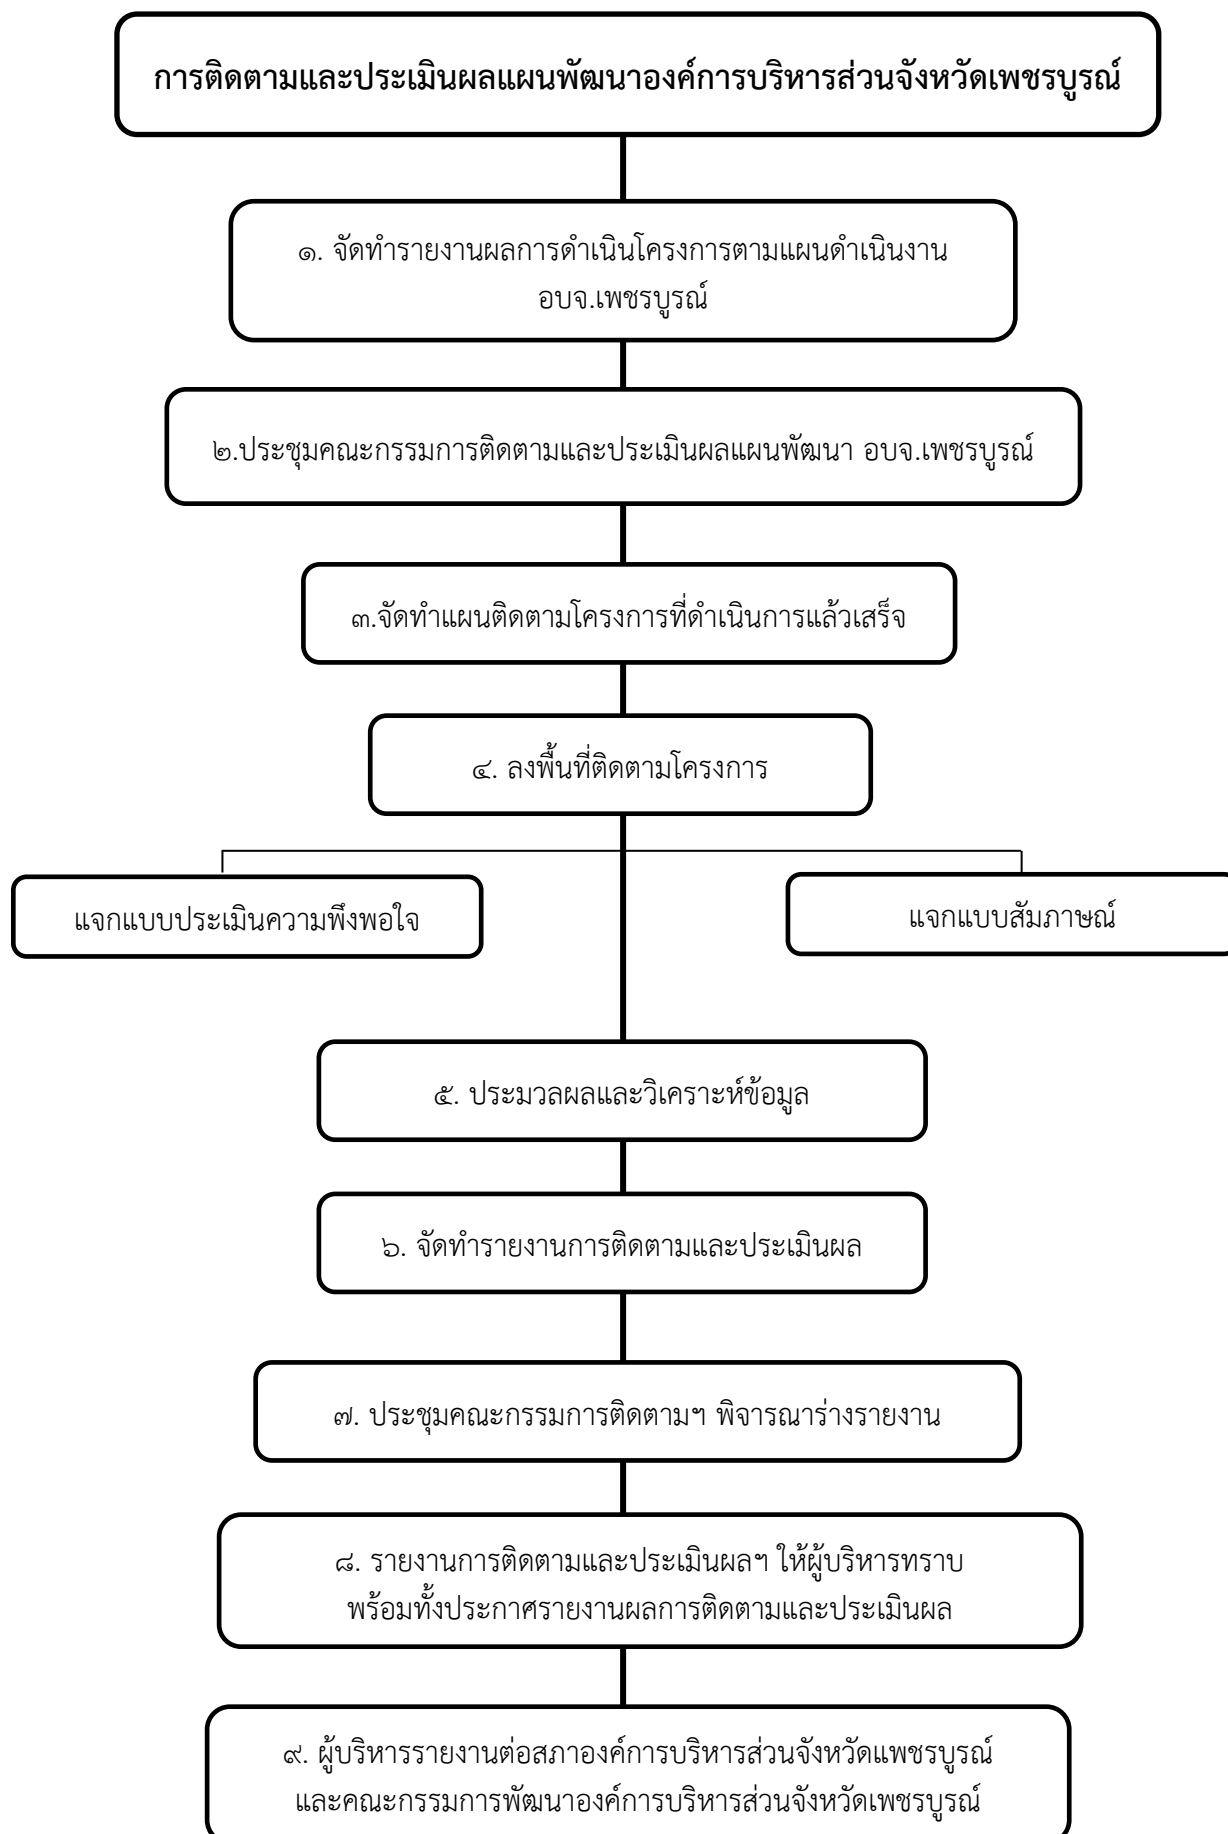 การติดตามและประเมินผลแผนพัฒนาองค์การบริหารส่วนจังหวัดเพชรบูรณ์
๑. จัดทำรายงานผลการดำเนินโครงการตามแผนดำเนินงาน
อบจ.เพชรบูรณ์
๒.ประชุมคณะกรรมการติดตามและประเมินผลแผนพัฒนา อบจ.เพชรบูรณ์
๓.จัดทำแผนติดตามโครงการที่ดำเนินการแล้วเสร็จ
๔. ลงพื้นที่ติดตามโครงการ
แจกแบบประเมินความพึงพอใจ
แจกแบบสัมภาษณ์
๕. ประมวลผลและวิเคราะห์ข้อมูล
๖. จัดทำรายงานการติดตามและประเมินผล
๗. ประชุมคณะกรรมการติดตามฯ พิจารณาร่างรายงาน
๘. รายงานการติดตามและประเมินผลฯ ให้ผู้บริหารทราบ
พร้อมทั้งประกาศรายงานผลการติดตามและประเมินผล
๙. ผู้บริหารรายงานต่อสภาองค์การบริหารส่วนจังหวัดแพชรบูรณ์
และคณะกรรมการพัฒนาองค์การบริหารส่วนจังหวัดเพชรบูรณ์